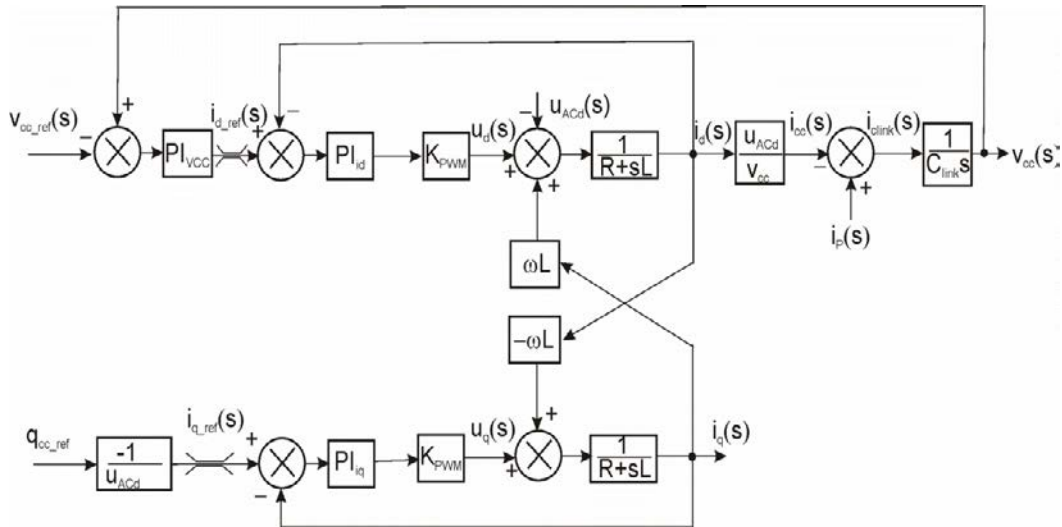 v_cc_ref(s)
+
−
PI_VCC
i_d_ref(s)
+
−
PI_id
K_PWM
u_d(s)
+
−
u_ACd(s)
+
1
R+sL
i_d(s)
u_ACd
v_cc
i_cc(s)
−
+
i_P(s)
i_clink(s)
1
C_link s
v_cc(s)
ωL
−ωL
q_cc_ref
-1
u_ACd
i_q_ref(s)
+
−
PI_iq
K_PWM
u_q(s)
+
+
1
R+sL
i_q(s)